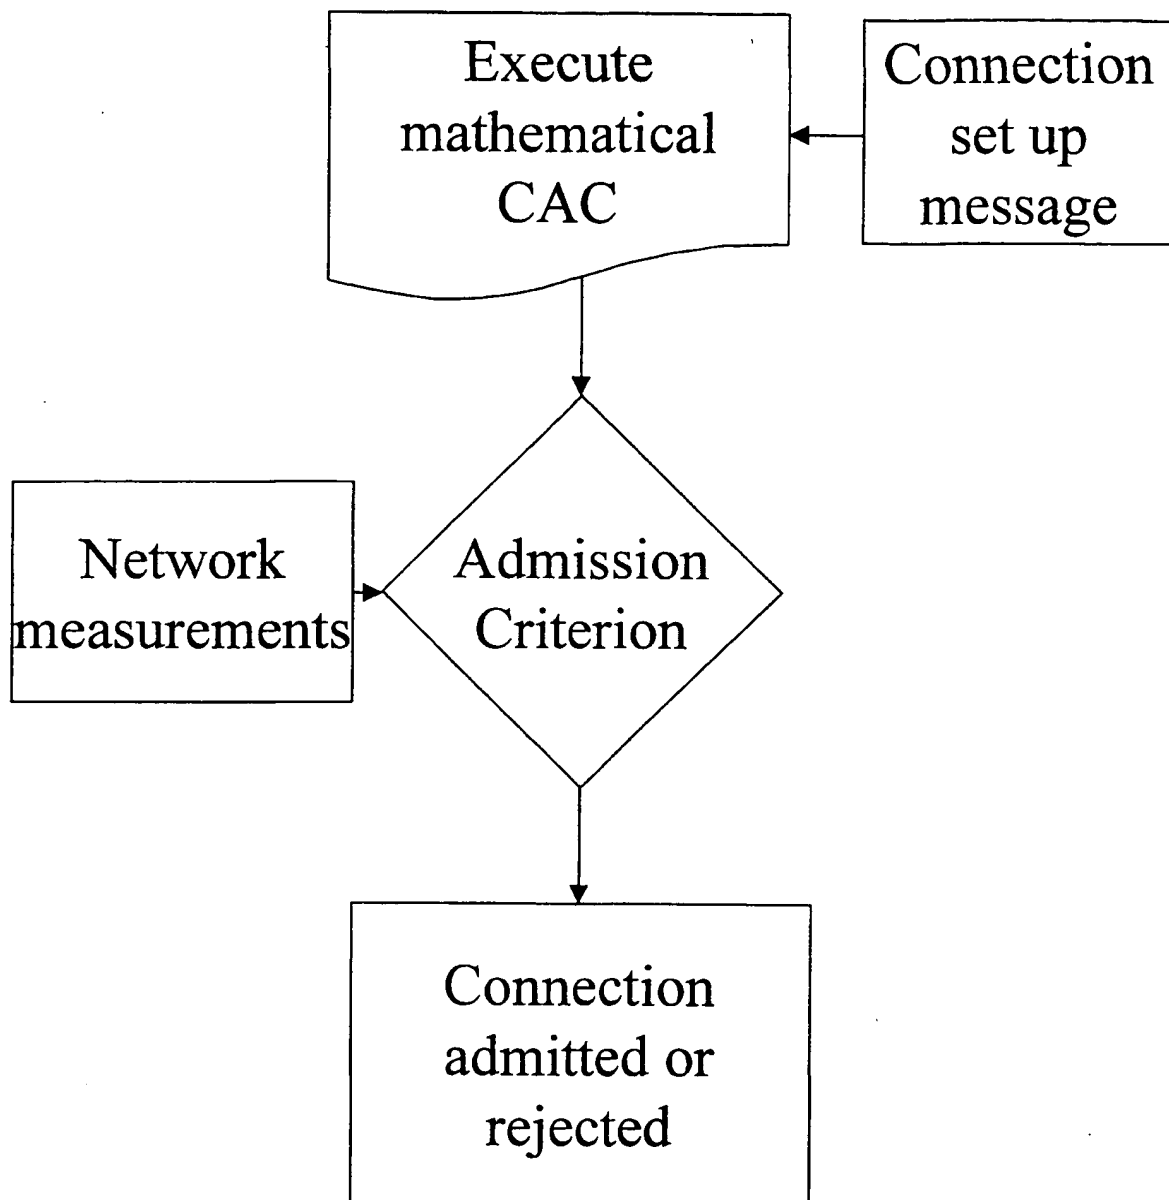 Execute
mathematical
CAC
Connection
set up
message
Network
measurements
Admission
Criterion
Connection
admitted or
rejected